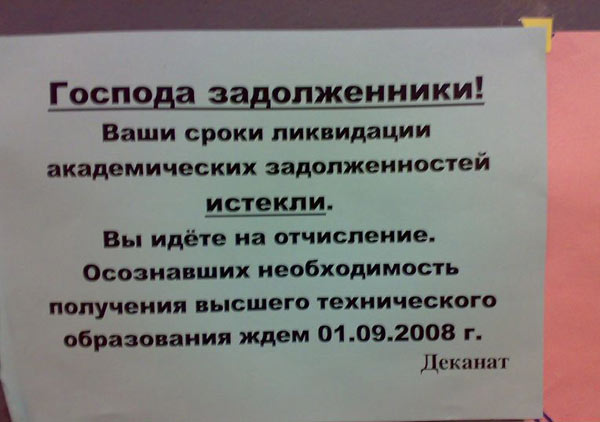 Господа задолженники!
Ваши сроки ликвидации
академических задолженностей
истекли.
Вы идёте на отчисление.
Осознавших необходимость
получения высшего технического
образования ждем 01.09.2008 г.
Деканат